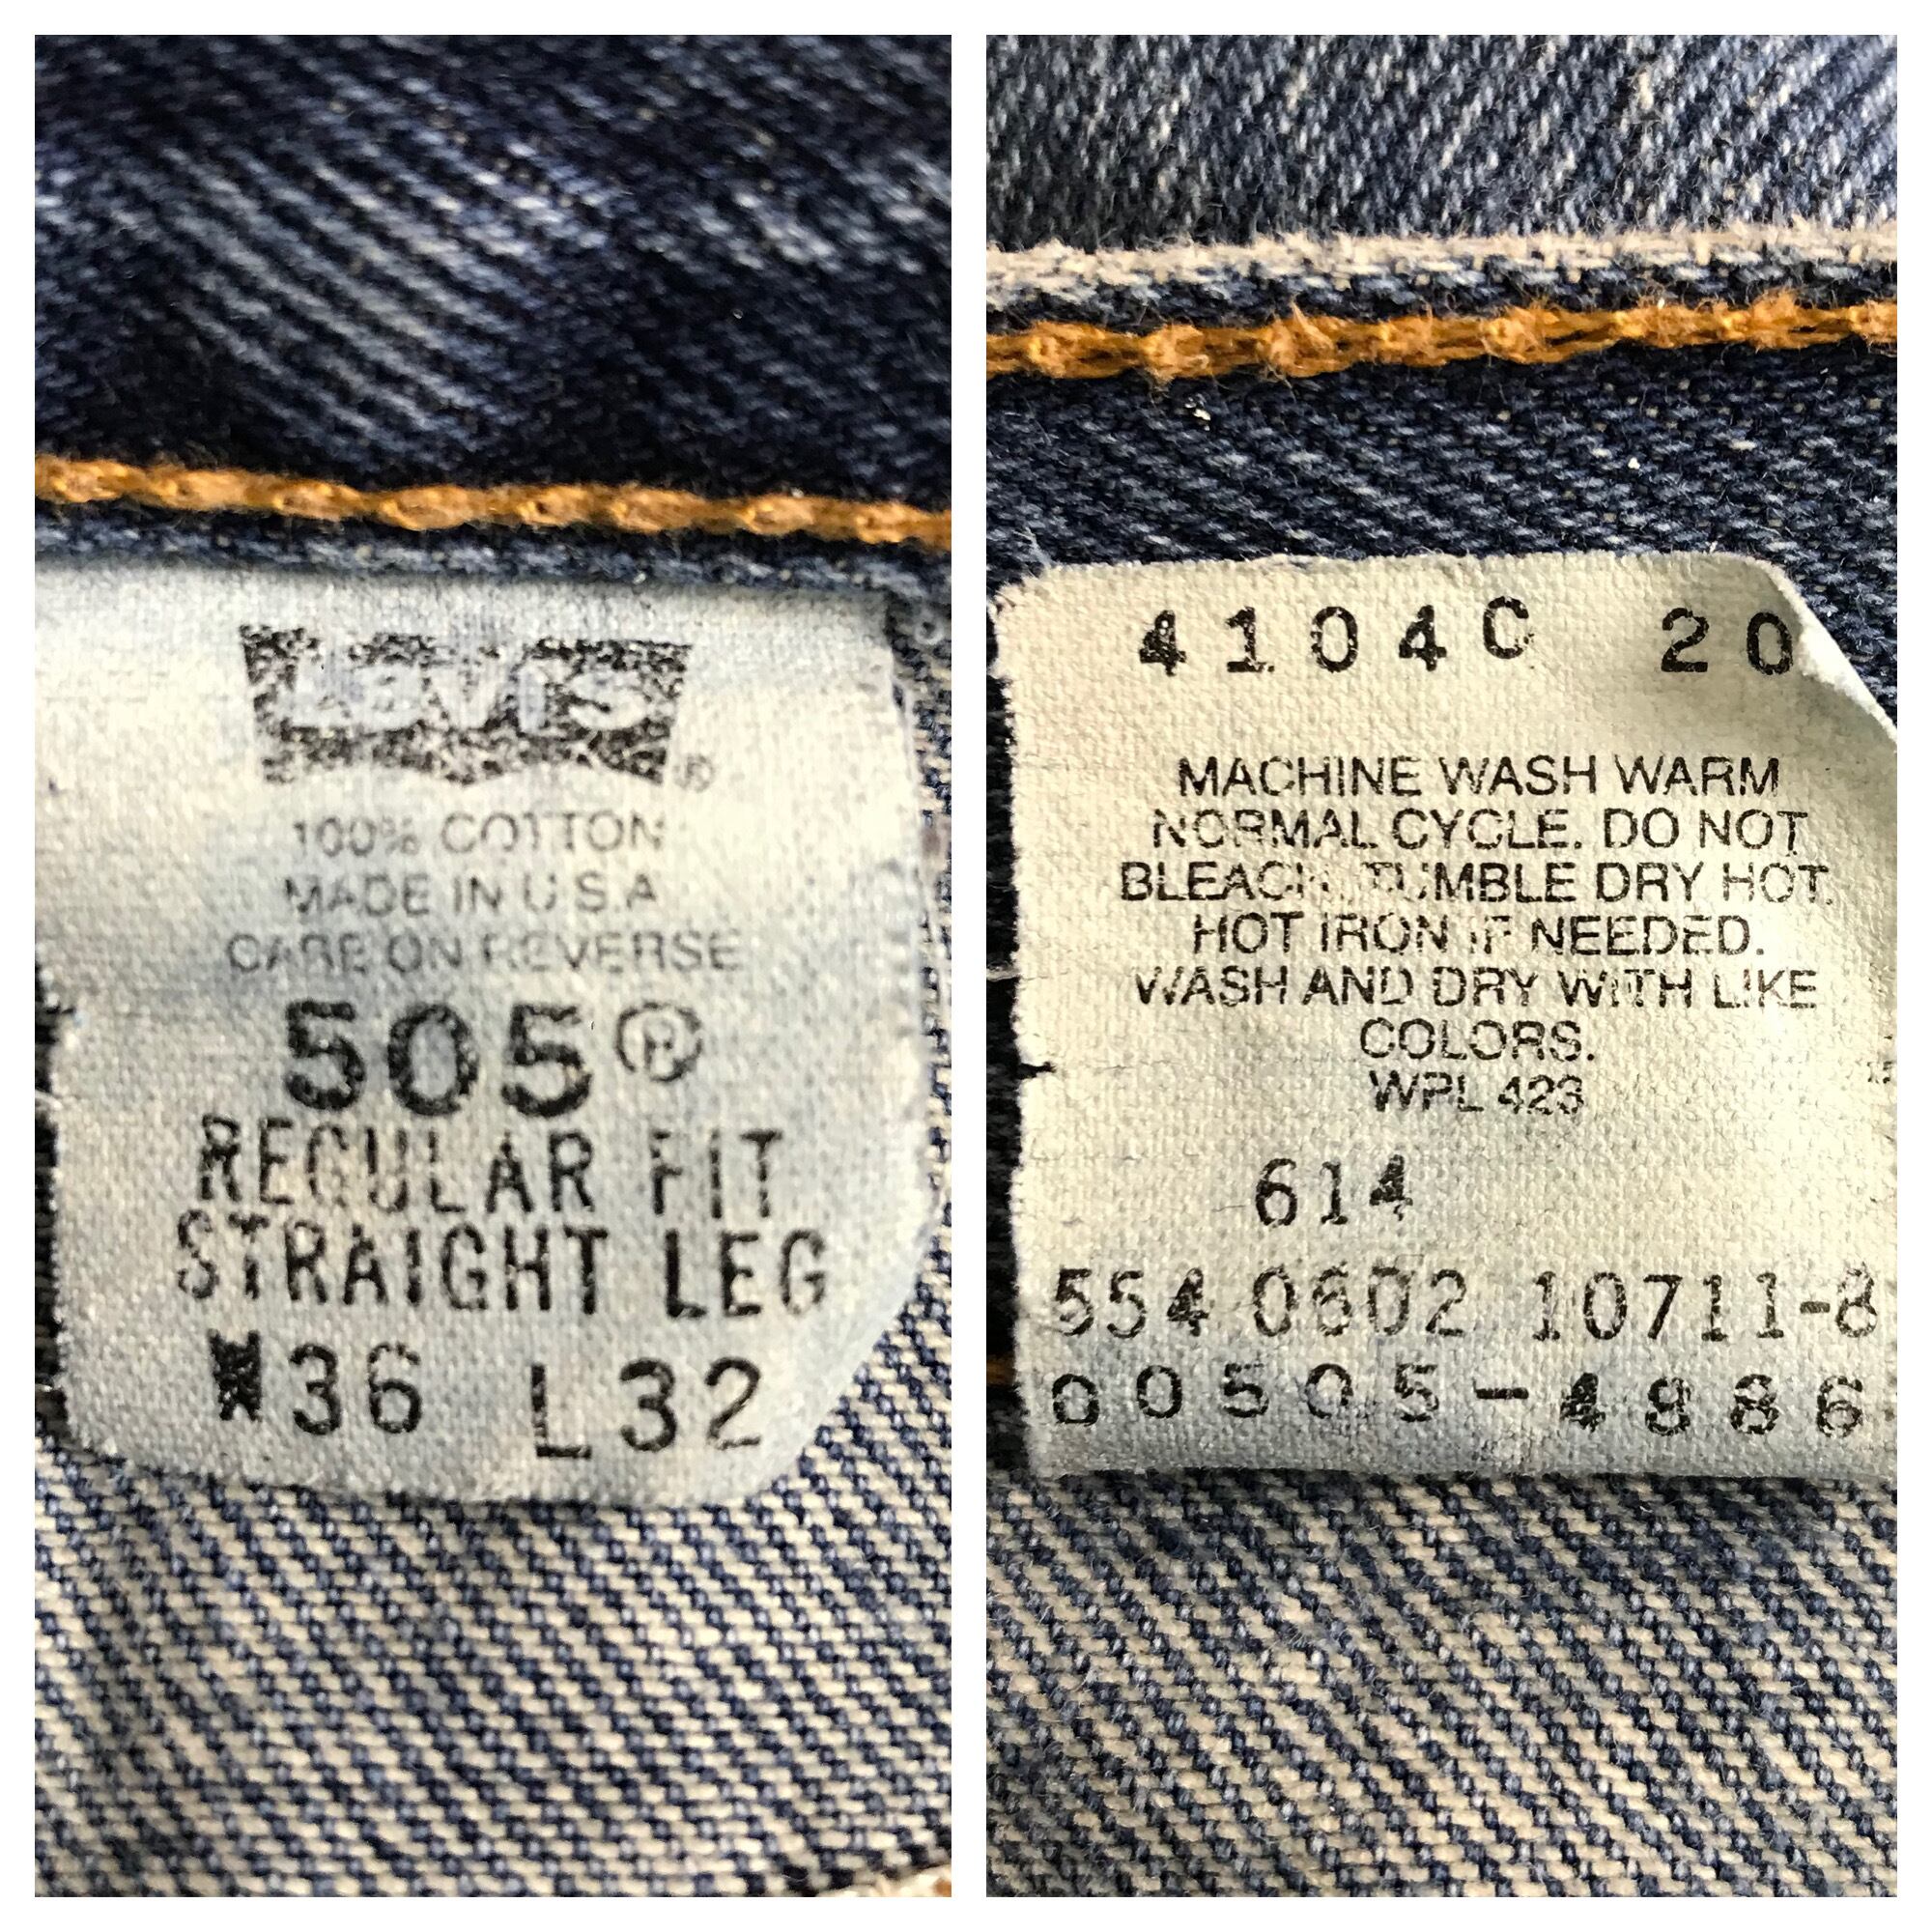 Levi's ®
100% COTTON
MADE IN U.S.A
CARE ON REVERSE
505®
REGULAR FIT
STRAIGHT LEG
W36 L32
4104C 20
MACHINE WASH WARM
NORMAL CYCLE. DO NOT
BLEACH. TUMBLE DRY HOT.
HOT IRON IF NEEDED.
WASH AND DRY WITH LIKE
COLORS.
WPL 423
614
554 0602 10711-8
00505-4886